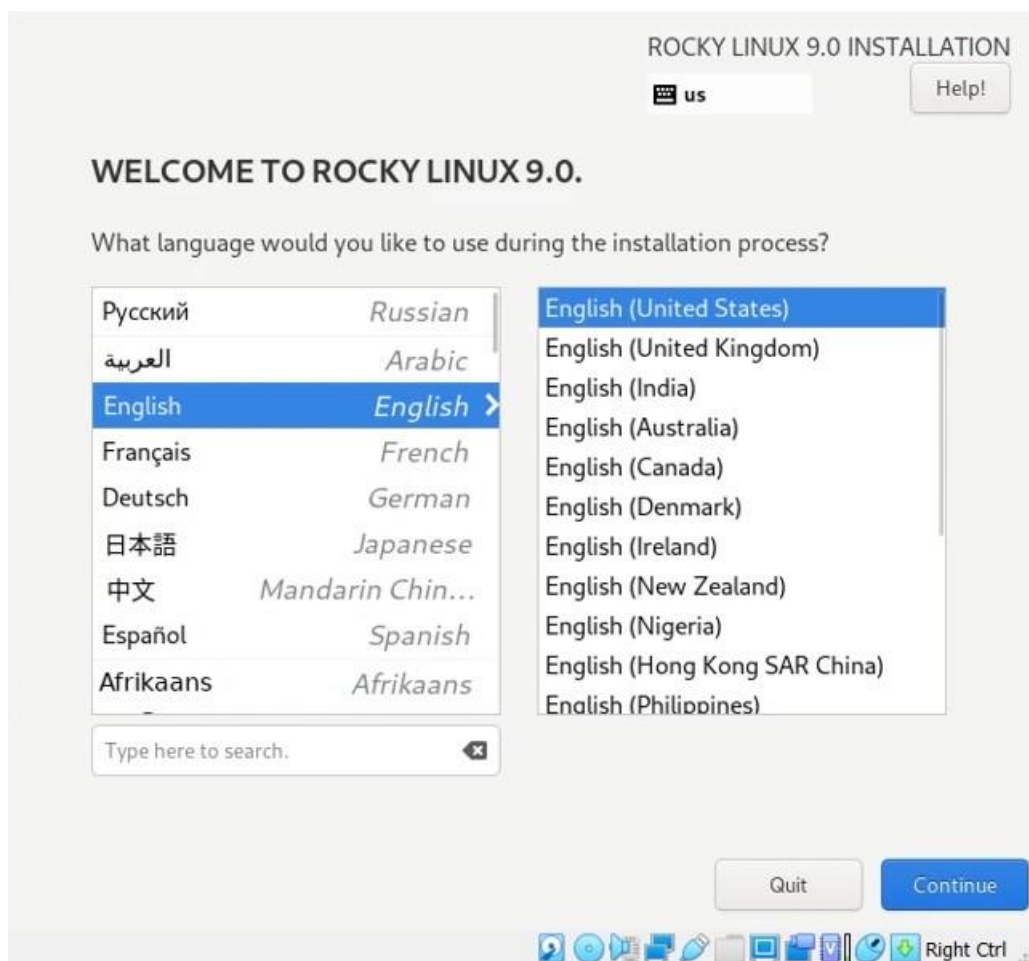 ROCKY LINUX 9.0 INSTALLATION
us
Help!
WELCOME TO ROCKY LINUX 9.0.
What language would you like to use during the installation process?
Русский Russian
العربية Arabic
English English
Français French
Deutsch German
日本語 Japanese
中文 Mandarin Chin...
Español Spanish
Afrikaans Afrikaans
English (United States)
English (United Kingdom)
English (India)
English (Australia)
English (Canada)
English (Denmark)
English (Ireland)
English (New Zealand)
English (Nigeria)
English (Hong Kong SAR China)
English (Philippines)
Type here to search.
Quit
Continue
Right Ctrl